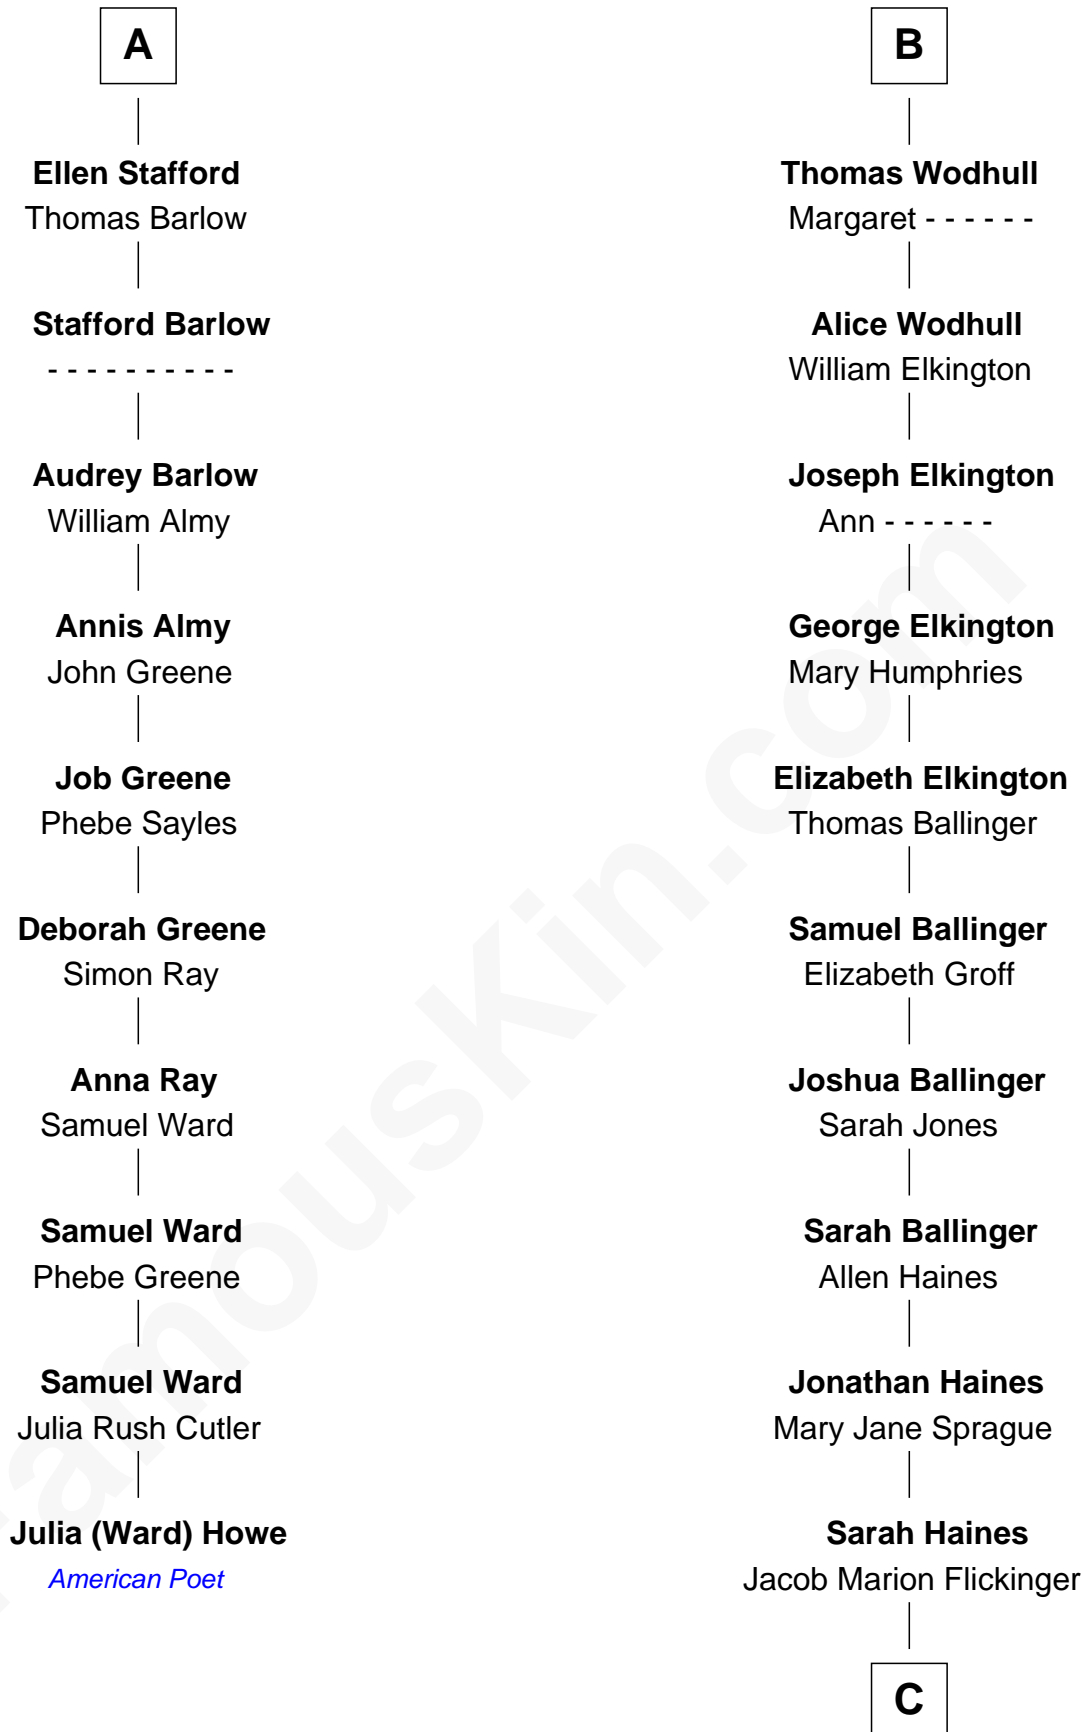 A
Ellen Stafford
Thomas Barlow
Stafford Barlow
- - - - - - - - - -
Audrey Barlow
William Almy
Annis Almy
John Greene
Job Greene
Phebe Sayles
Deborah Greene
Simon Ray
Anna Ray
Samuel Ward
Samuel Ward
Phebe Greene
Samuel Ward
Julia Rush Cutler
Julia (Ward) Howe
American Poet
B
Thomas Wodhull
Margaret - - - - - -
Alice Wodhull
William Elkington
Joseph Elkington
Ann - - - - - -
George Elkington
Mary Humphries
Elizabeth Elkington
Thomas Ballinger
Samuel Ballinger
Elizabeth Groff
Joshua Ballinger
Sarah Jones
Sarah Ballinger
Allen Haines
Jonathan Haines
Mary Jane Sprague
Sarah Haines
Jacob Marion Flickinger
C
FamousKin.com